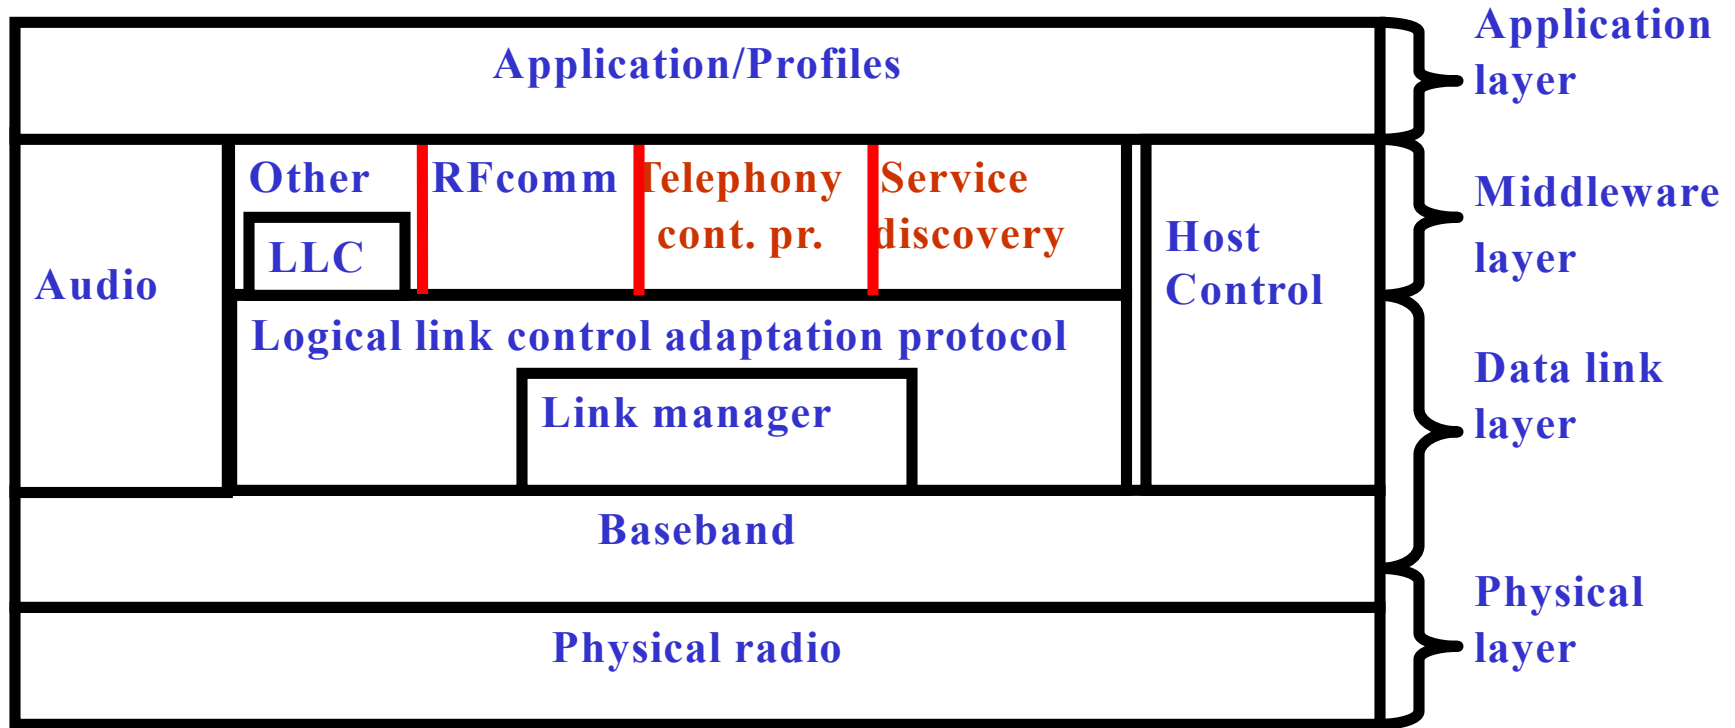 Application/Profiles
Application
layer
Audio
Other
LLC
RFcomm
Telephony
cont. pr.
Service
discovery
Host
Control
Middleware
layer
Logical link control adaptation protocol
Link manager
Data link
layer
Baseband
Physical radio
Physical
layer